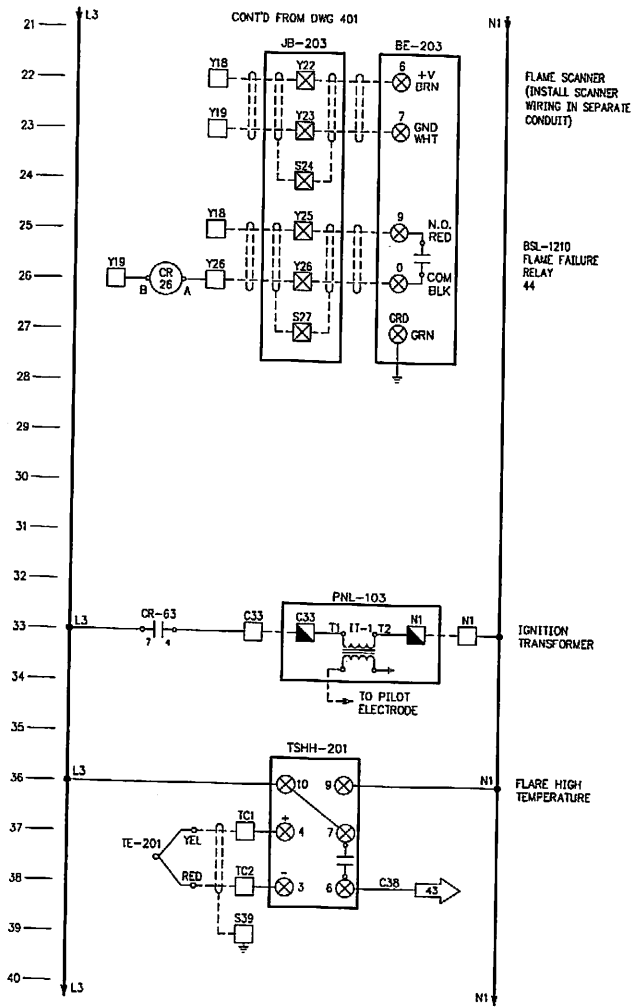 L3
CONT'D FROM DWG 401
N1
21
JB-203
BE-203
22
Y18
Y22
6
+V
BRN
FLAME SCANNER
(INSTALL SCANNER
WIRING IN SEPARATE
CONDUIT)
23
Y19
Y23
7
GND
WHT
24
S24
25
Y18
Y25
9
N.O.
RED
BSL-1210
FLAME FAILURE
RELAY
44
26
Y19
B
CR
26
A
Y26
Y26
0
COM
BLK
27
S27
GRD
GRN
28
29
30
31
32
PNL-103
33
L3
CR-63
7
4
C33
C33
T1
IT-1
T2
N1
N1
IGNITION
TRANSFORMER
34
TO PILOT
ELECTRODE
35
TSHH-201
36
L3
10
9
N1
FLARE HIGH
TEMPERATURE
37
TE-201
YEL
TC1
+
4
7
38
RED
TC2
-
3
6
C38
43
39
S39
40
L3
N1